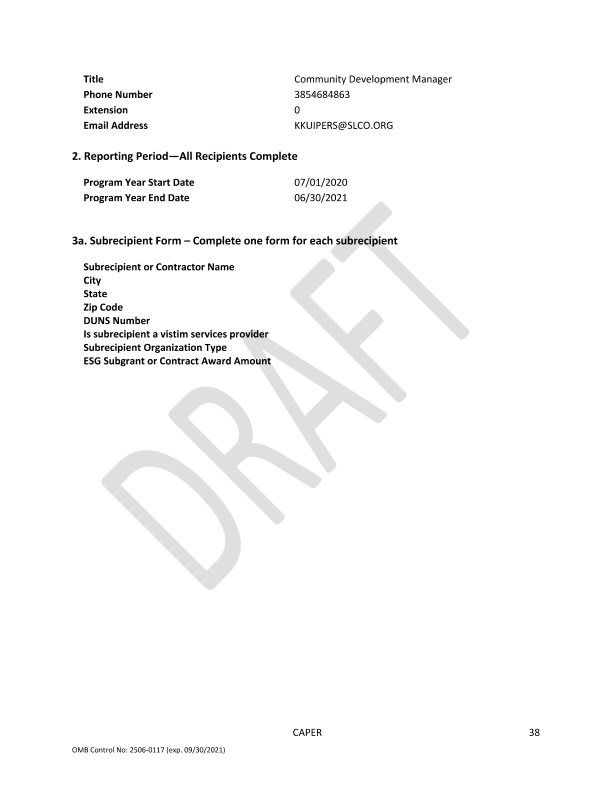 Title Community Development Manager
Phone Number 3854684863
Extension 0
Email Address KKUIPERS@SLCO.ORG
2. Reporting Period—All Recipients Complete
Program Year Start Date 07/01/2020
Program Year End Date 06/30/2021
3a. Subrecipient Form – Complete one form for each subrecipient
Subrecipient or Contractor Name
City
State
Zip Code
DUNS Number
Is subrecipient a vistim services provider
Subrecipient Organization Type
ESG Subgrant or Contract Award Amount
DRAFT
CAPER 38
OMB Control No: 2506-0117 (exp. 09/30/2021)